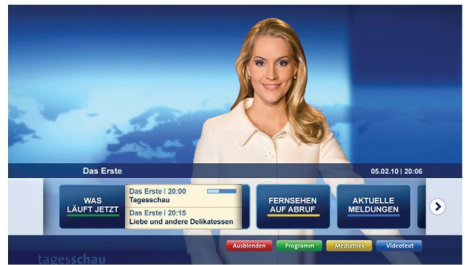 Das Erste
05.02.10 | 20:06
WAS
LÄUFT JETZT
Das Erste | 20:00
Tagesschau
Das Erste | 20:15
Liebe und andere Delikatessen
FERNSEHEN
AUF ABRUF
AKTUELLE
MELDUNGEN
Ausblenden
Programm
Mediathek
Videotext
tagesschau